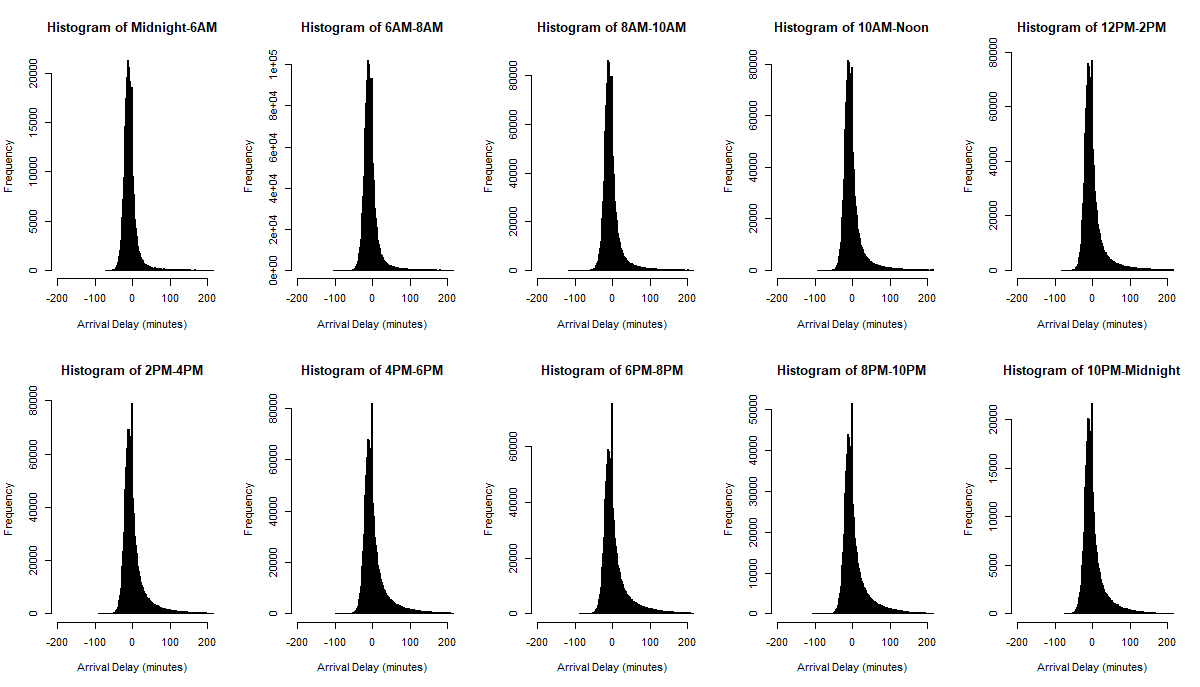 Histogram of Midnight-6AM
Frequency
0
5000
10000
15000
20000
-200 -100 0 100 200
Arrival Delay (minutes)
Histogram of 6AM-8AM
Frequency
0e+00
2e+04
4e+04
6e+04
8e+04
1e+05
-200 -100 0 100 200
Arrival Delay (minutes)
Histogram of 8AM-10AM
Frequency
0
20000
40000
60000
80000
-200 -100 0 100 200
Arrival Delay (minutes)
Histogram of 10AM-Noon
Frequency
0
20000
40000
60000
80000
-200 -100 0 100 200
Arrival Delay (minutes)
Histogram of 12PM-2PM
Frequency
0
20000
40000
60000
80000
-200 -100 0 100 200
Arrival Delay (minutes)
Histogram of 2PM-4PM
Frequency
0
20000
40000
60000
80000
-200 -100 0 100 200
Arrival Delay (minutes)
Histogram of 4PM-6PM
Frequency
0
20000
40000
60000
80000
-200 -100 0 100 200
Arrival Delay (minutes)
Histogram of 6PM-8PM
Frequency
0
20000
40000
60000
-200 -100 0 100 200
Arrival Delay (minutes)
Histogram of 8PM-10PM
Frequency
0
10000
20000
30000
40000
50000
-200 -100 0 100 200
Arrival Delay (minutes)
Histogram of 10PM-Midnight
Frequency
0
5000
10000
15000
20000
-200 -100 0 100 200
Arrival Delay (minutes)